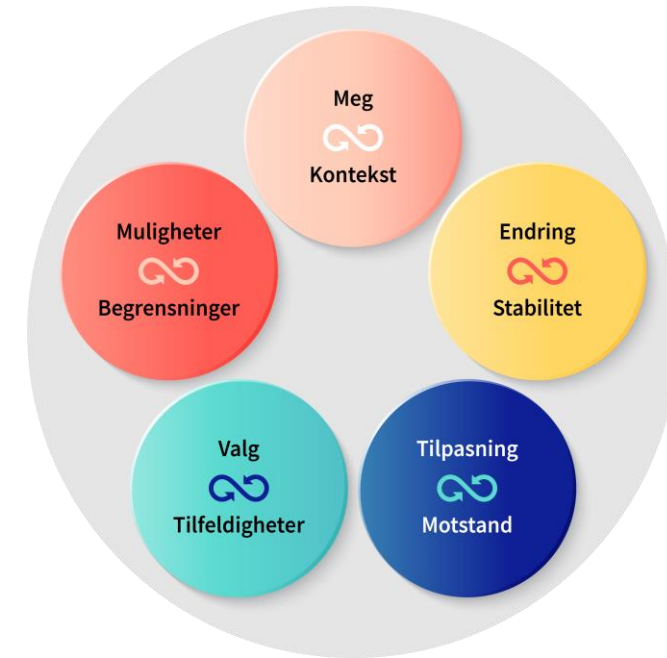 Meg
Kontekst
Muligheter
Begrensninger
Endring
Stabilitet
Valg
Tilfeldigheter
Tilpasning
Motstand